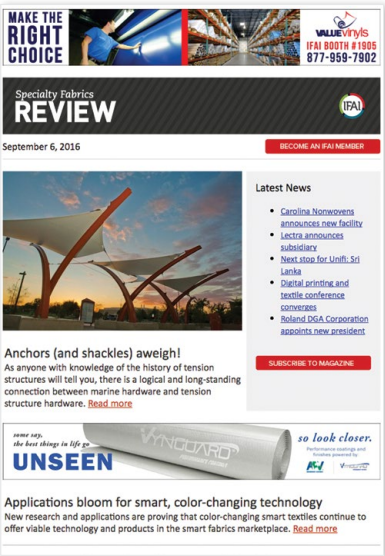 MAKE THE
RIGHT
CHOICE
VALUEvinyls
IFAI BOOTH #1905
877-959-7902
Specialty Fabrics
REVIEW
IFAI
September 6, 2016
BECOME AN IFAI MEMBER
Latest News
Carolina Nonwovens
announces new facility
Lectra announces
subsidiary
Next stop for Unifi: Sri
Lanka
Digital printing and
textile conference
converges
Roland DGA Corporation
appoints new president
SUBSCRIBE TO MAGAZINE
Anchors (and shackles) aweigh!
As anyone with knowledge of the history of tension
structures will tell you, there is a logical and long-standing
connection between marine hardware and tension
structure hardware. Read more
some say,
the best things in life go
UNSEEN
VYNGUARD
so look closer.
Performance coatings and
finishes powered by
Applications bloom for smart, color-changing technology
New research and applications are proving that color-changing smart textiles continue to
offer viable technology and products in the smart fabrics marketplace. Read more